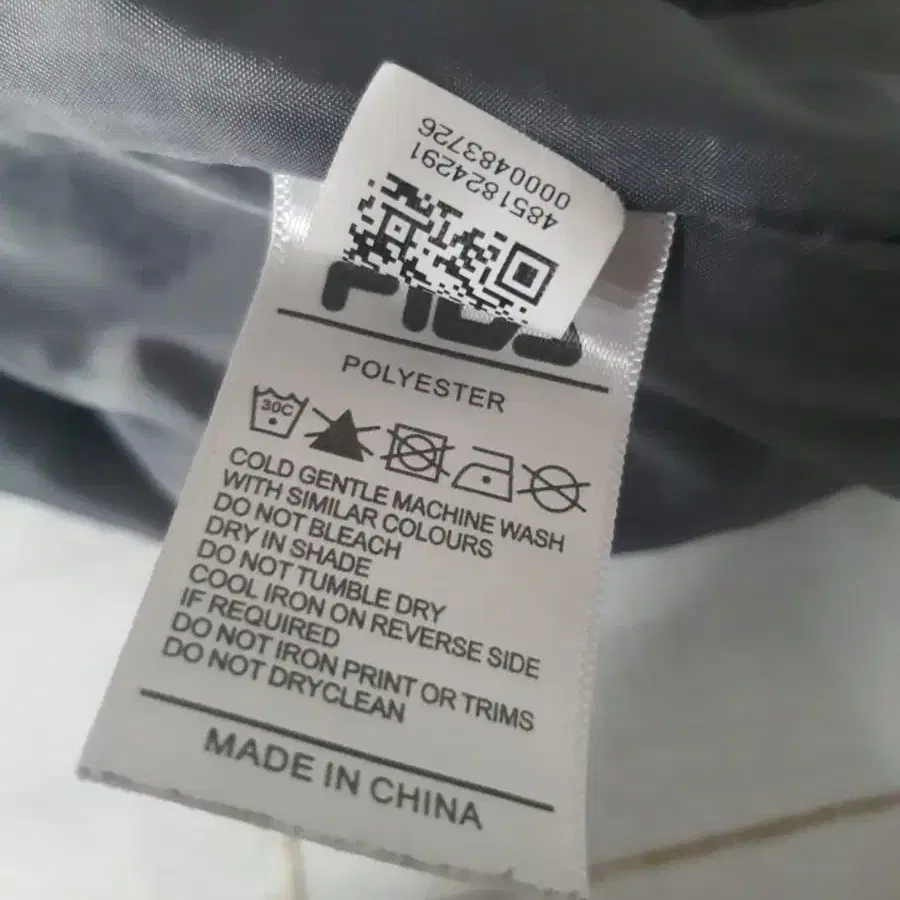 4851824291
0000483726
FILA
POLYESTER
30C
COLD GENTLE MACHINE WASH
WITH SIMILAR COLOURS
DO NOT BLEACH
DRY IN SHADE
DO NOT TUMBLE DRY
COOL IRON ON REVERSE SIDE
IF REQUIRED
DO NOT IRON PRINT OR TRIMS
DO NOT DRYCLEAN
MADE IN CHINA